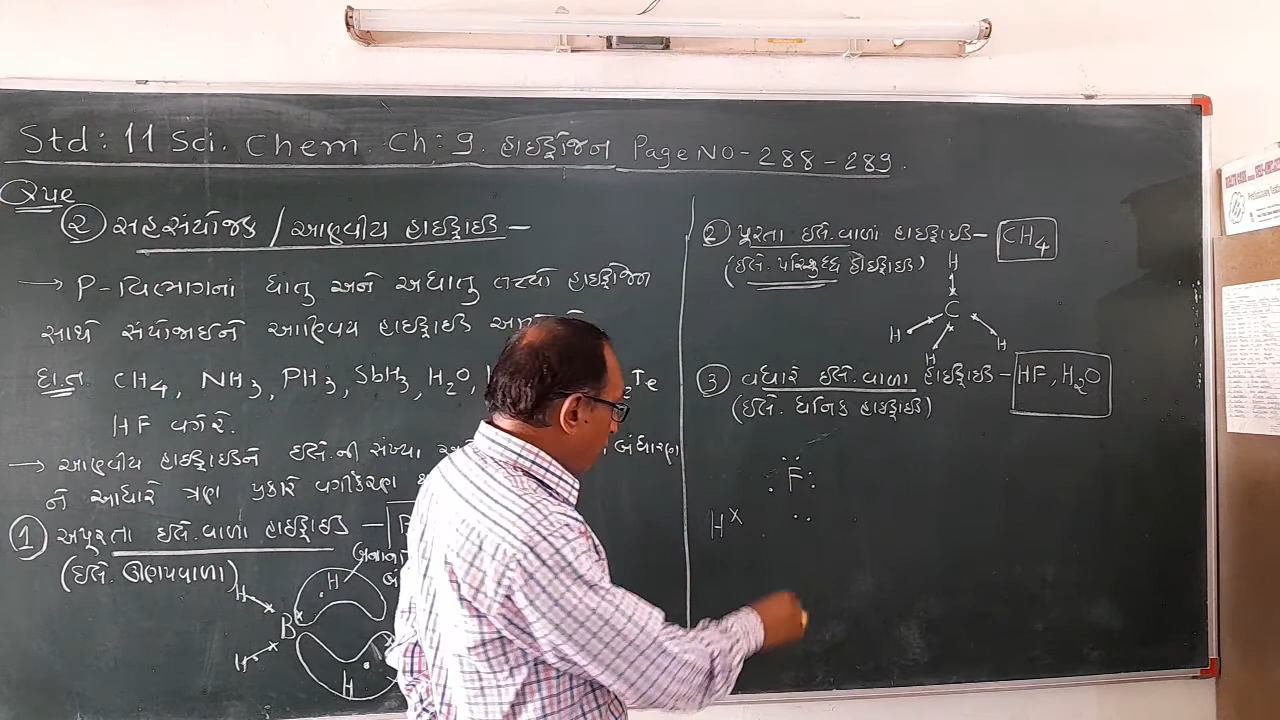 Std : 11 Sci. Chem. Ch : 9. હાઇડ્રોજન Page NO - 288 - 289.
Que
② સહસંયોજક / આણ્વીય હાઇડ્રાઇડ –
→ P - વિભાગનાં ધાતુ અને અધાતુ તત્ત્વો હાઇડ્રોજન
સાથે સંયોજાઇને આણ્વિય હાઇડ્રાઇડ
દા.ત. CH4, NH3, PH3, SbH3, H2O, Te
HF વગેરે.
→ આણ્વીય હાઇડ્રાઇડને ઇલે.ની સંખ્યા બંધારણ
ને આધારે ત્રણ પ્રકારે વર્ગીકરણ
① અપૂરતા ઇલે. વાળા હાઇડ્રાઇડ –
(ઇલે. ઊણપવાળા)
H H
B
H H
② પૂરતા ઇલે. વાળાં હાઇડ્રાઇડ – CH4
(ઇલે. પરિશુદ્ધ હાઇડ્રાઇડ)
H
C
H H H
③ વધારે ઇલે. વાળા હાઇડ્રાઇડ – HF, H2O
(ઇલે. ધનિક હાઇડ્રાઇડ)
F
H x